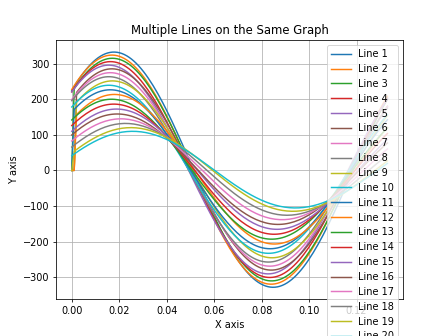 Multiple Lines on the Same Graph
Y axis
300
200
100
0
−100
−200
−300
0.00
0.02
0.04
0.06
0.08
0.10
X axis
Line 1
Line 2
Line 3
Line 4
Line 5
Line 6
Line 7
Line 8
Line 9
Line 10
Line 11
Line 12
Line 13
Line 14
Line 15
Line 16
Line 17
Line 18
Line 19
Line 20